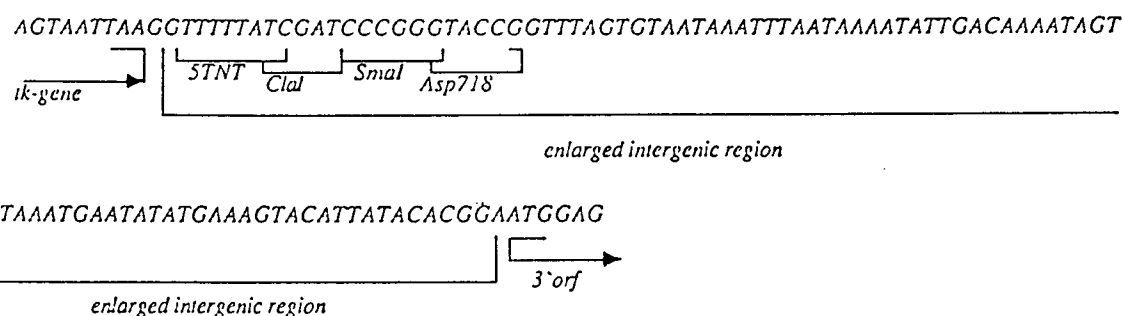 AGTAATTAAGGTTTTTATCGATCCCGGGTACCGGTTTAGTGTAATAAATTTAATAAAATATTGACAAAATAGT
tk-gene 5TNT ClaI SmaI Asp718
enlarged intergenic region
TAAATGAATATATGAAAGTACATTATACACGGAATGGAG
3`orf
enlarged intergenic region